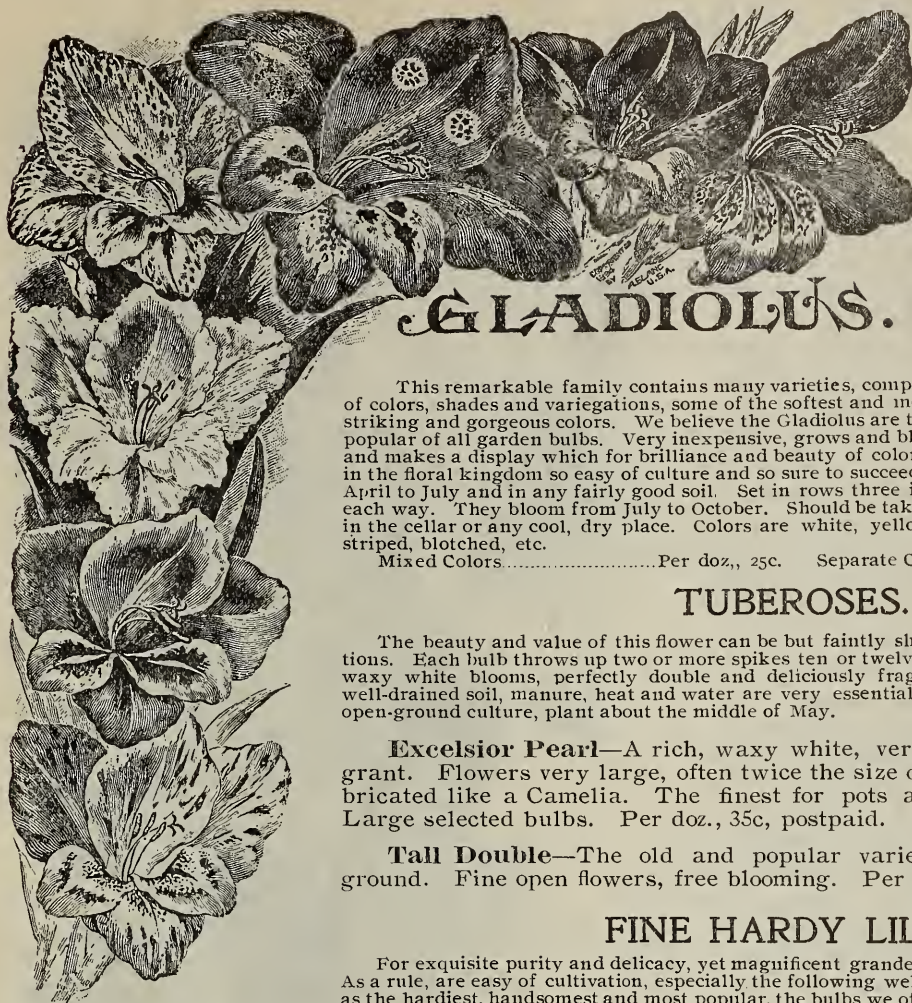 COPYRIGHTED
1894
BY A.BLANC
U.S.A.
GLADIOLUS.
This remarkable family contains many varieties, comp
of colors, shades and variegations, some of the softest and m
striking and gorgeous colors. We believe the Gladiolus are t
popular of all garden bulbs. Very inexpensive, grows and bl
and makes a display which for brilliance and beauty of color
in the floral kingdom so easy of culture and so sure to succeed
April to July and in any fairly good soil. Set in rows three i
each way. They bloom from July to October. Should be tak
in the cellar or any cool, dry place. Colors are white, yello
striped, blotched, etc.
Mixed Colors..........................Per doz,, 25c. Separate C
TUBEROSES.
The beauty and value of this flower can be but faintly sh
tions. Each bulb throws up two or more spikes ten or twelv
waxy white blooms, perfectly double and deliciously frag
well-drained soil, manure, heat and water are very essential
open-ground culture, plant about the middle of May.
Excelsior Pearl—A rich, waxy white, ver
grant. Flowers very large, often twice the size o
bricated like a Camelia. The finest for pots a
Large selected bulbs. Per doz., 35c, postpaid.
Tall Double—The old and popular varie
ground. Fine open flowers, free blooming. Per
FINE HARDY LIL
For exquisite purity and delicacy, yet magnificent grande
As a rule, are easy of cultivation, especially the following we
as the hardiest, handsomest and most popular, the bulbs we of